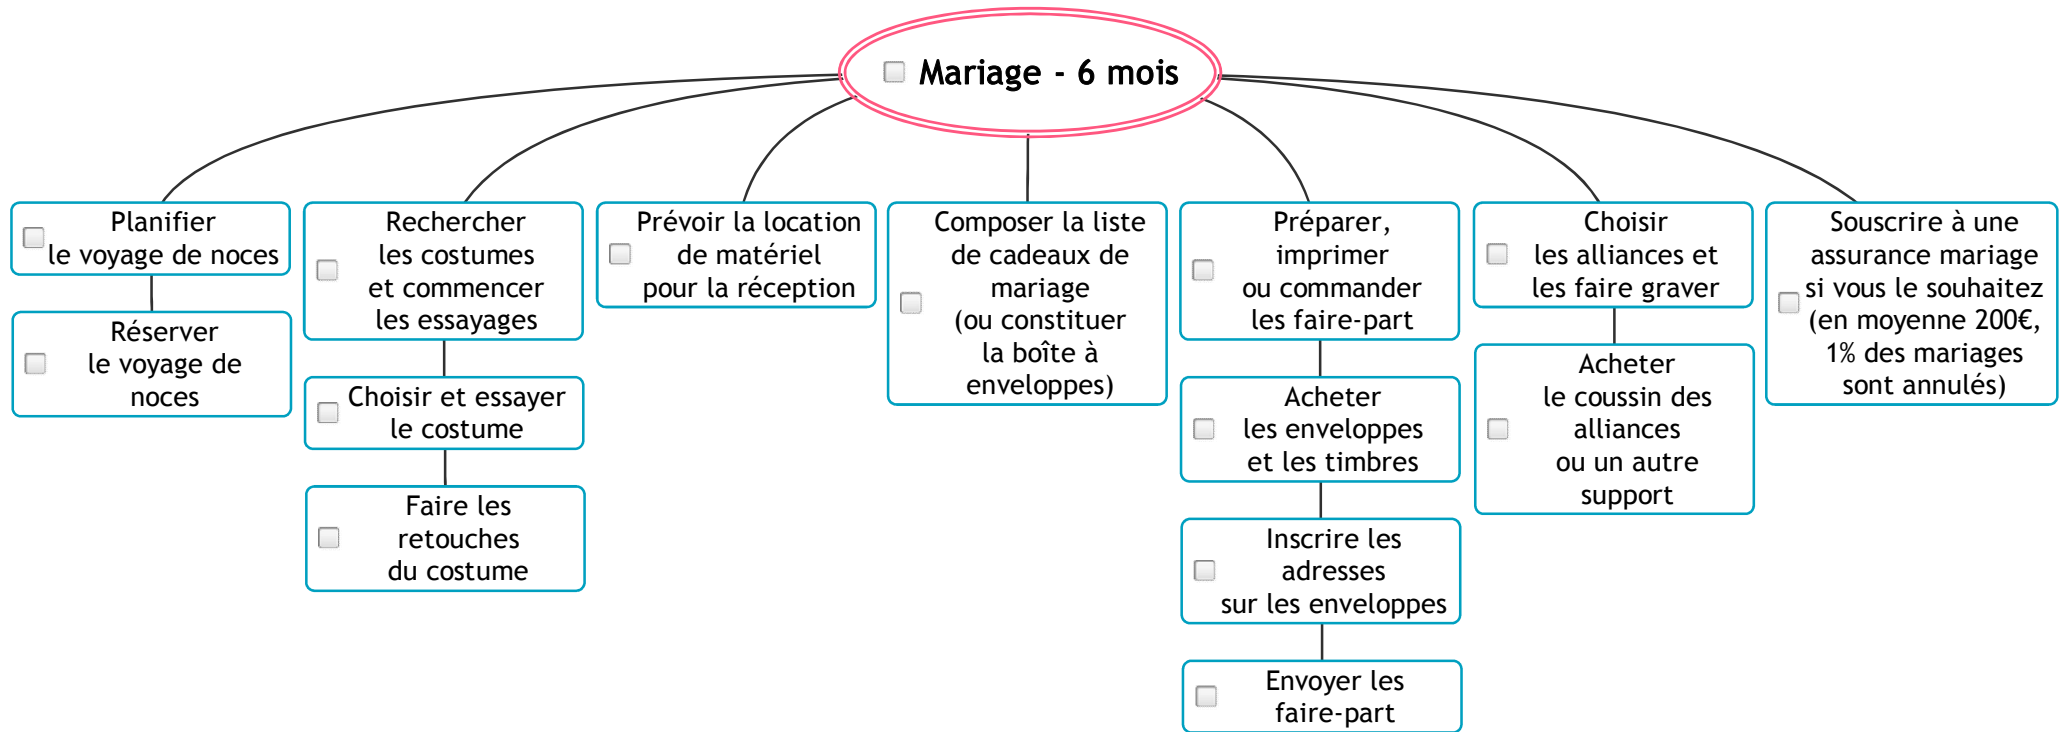 Mariage - 6 mois
Planifier
le voyage de noces
Réserver
le voyage de
noces
Rechercher
les costumes
et commencer
les essayages
Choisir et essayer
le costume
Faire les
retouches
du costume
Prévoir la location
de matériel
pour la réception
Composer la liste
de cadeaux de
mariage
(ou constituer
la boîte à
enveloppes)
Préparer,
imprimer
ou commander
les faire-part
Acheter
les enveloppes
et les timbres
Inscrire les
adresses
sur les enveloppes
Envoyer les
faire-part
Choisir
les alliances et
les faire graver
Acheter
le coussin des
alliances
ou un autre
support
Souscrire à une
assurance mariage
si vous le souhaitez
(en moyenne 200€,
1% des mariages
sont annulés)